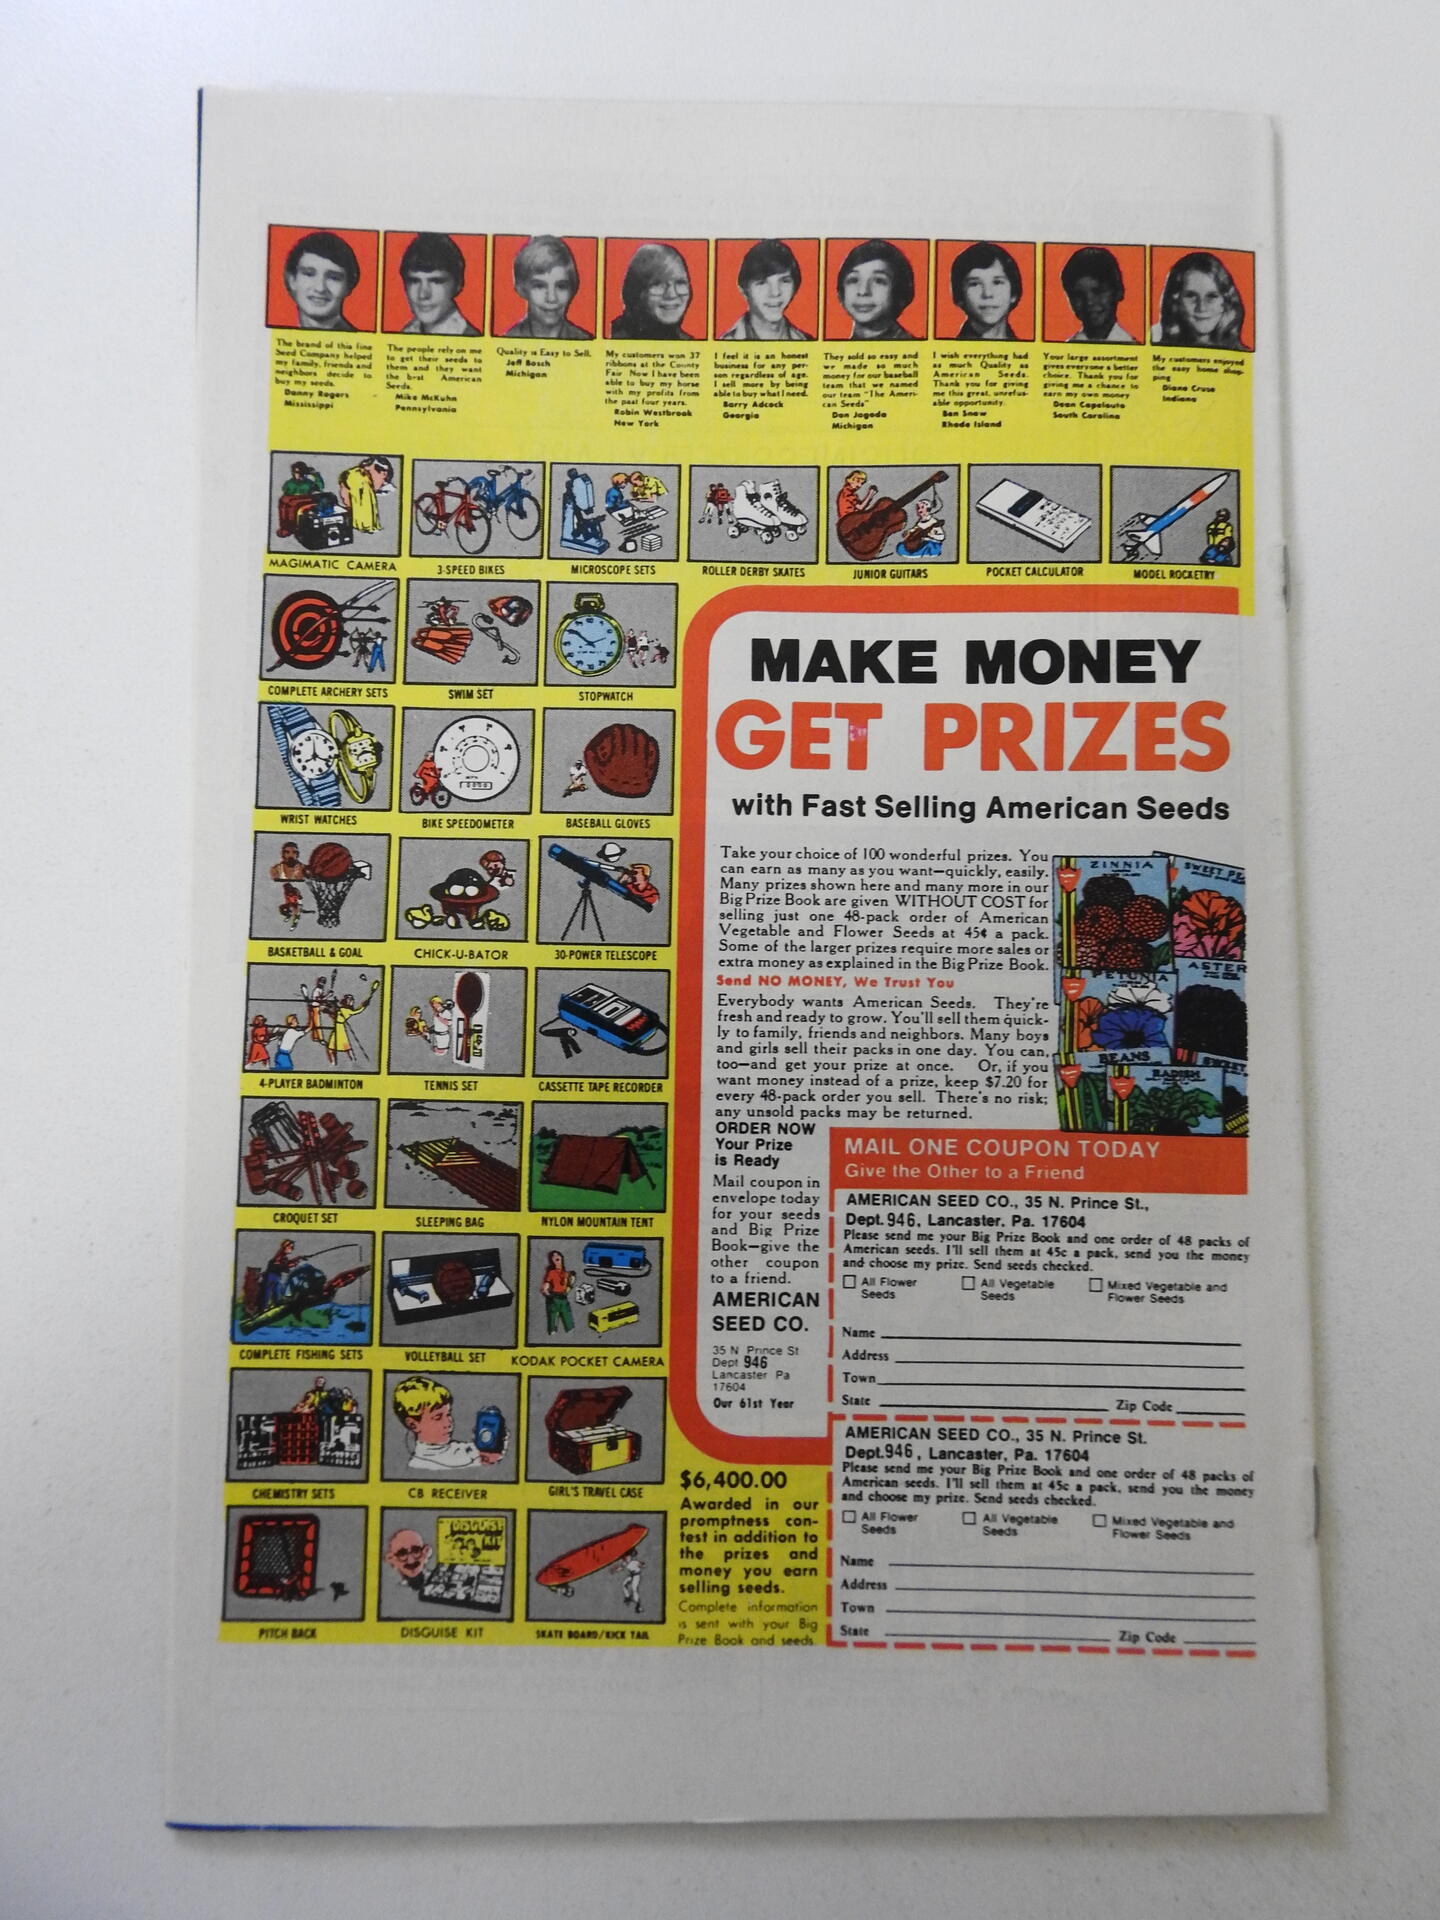 The brand of this fine
Seed Company helped
my family, friends and
neighbors decide to
buy my seeds.
Danny Rogers
Mississippi
The people rely on me
to get their seeds to
them and they want
the best American
Seeds.
Mike McKuhn
Pennsylvania
Quality is Easy to Sell.
Jeff Bosch
Michigan
My customers won 37
ribbons at the County
Fair Now I have been
able to buy my horse
with my profits from
the past four years.
Robin Westbrook
New York
I feel it is an honest
business for any per-
son regardless of age.
I sell more by being
able to buy what I need.
Barry Adcock
Georgia
They sold so easy and
we made so much
money for our baseball
team that we named
our team "The Ameri-
can Seeds"
Dan Jagoda
Michigan
I wish everything had
as much Quality as
American Seeds.
Thank you for giving
me this great, unrefus-
able opportunity.
Ben Snow
Rhode Island
Your large assortment
gives everyone a better
choice. Thank you for
giving me a chance to
earn my own money
Dean Capelouto
South Carolina
My customers enjoyed
the easy home shop-
ping
Diana Cruse
Indiana
MAGIMATIC CAMERA
3-SPEED BIKES
MICROSCOPE SETS
ROLLER DERBY SKATES
JUNIOR GUITARS
POCKET CALCULATOR
MODEL ROCKETRY
COMPLETE ARCHERY SETS
SWIM SET
STOPWATCH
WRIST WATCHES
BIKE SPEEDOMETER
BASEBALL GLOVES
BASKETBALL & GOAL
CHICK-U-BATOR
30-POWER TELESCOPE
4-PLAYER BADMINTON
TENNIS SET
CASSETTE TAPE RECORDER
CROQUET SET
SLEEPING BAG
NYLON MOUNTAIN TENT
COMPLETE FISHING SETS
VOLLEYBALL SET
KODAK POCKET CAMERA
CHEMISTRY SETS
CB RECEIVER
GIRL'S TRAVEL CASE
PITCH BACK
DISGUISE KIT
DISGUISE KIT
SKATE BOARD/KICK TAIL
MAKE MONEY
GET PRIZES
with Fast Selling American Seeds
Take your choice of 100 wonderful prizes. You
can earn as many as you want—quickly, easily.
Many prizes shown here and many more in our
Big Prize Book are given WITHOUT COST for
selling just one 48-pack order of American
Vegetable and Flower Seeds at 45¢ a pack.
Some of the larger prizes require more sales or
extra money as explained in the Big Prize Book.
Send NO MONEY, We Trust You
Everybody wants American Seeds. They're
fresh and ready to grow. You'll sell them quick-
ly to family, friends and neighbors. Many boys
and girls sell their packs in one day. You can,
too—and get your prize at once. Or, if you
want money instead of a prize, keep $7.20 for
every 48-pack order you sell. There's no risk;
any unsold packs may be returned.
ZINNIA
SWEET PE
PETUNIA
ASTER
BEANS
RADISH
SWEET
ORDER NOW
Your Prize
is Ready
Mail coupon in
envelope today
for your seeds
and Big Prize
Book—give the
other coupon
to a friend.
AMERICAN
SEED CO.
35 N Prince St
Dept 946
Lancaster Pa
17604
Our 61st Year
$6,400.00
Awarded in our
promptness con-
test in addition to
the prizes and
money you earn
selling seeds.
Complete information
is sent with your Big
Prize Book and seeds.
MAIL ONE COUPON TODAY
Give the Other to a Friend
AMERICAN SEED CO., 35 N. Prince St.,
Dept. 946, Lancaster, Pa. 17604
Please send me your Big Prize Book and one order of 48 packs of
American seeds. I'll sell them at 45c a pack, send you the money
and choose my prize. Send seeds checked.
All Flower Seeds
All Vegetable Seeds
Mixed Vegetable and Flower Seeds
Name
Address
Town
State Zip Code
AMERICAN SEED CO., 35 N. Prince St.
Dept. 946, Lancaster, Pa. 17604
Please send me your Big Prize Book and one order of 48 packs of
American seeds. I'll sell them at 45c a pack, send you the money
and choose my prize. Send seeds checked.
All Flower Seeds
All Vegetable Seeds
Mixed Vegetable and Flower Seeds
Name
Address
Town
State Zip Code